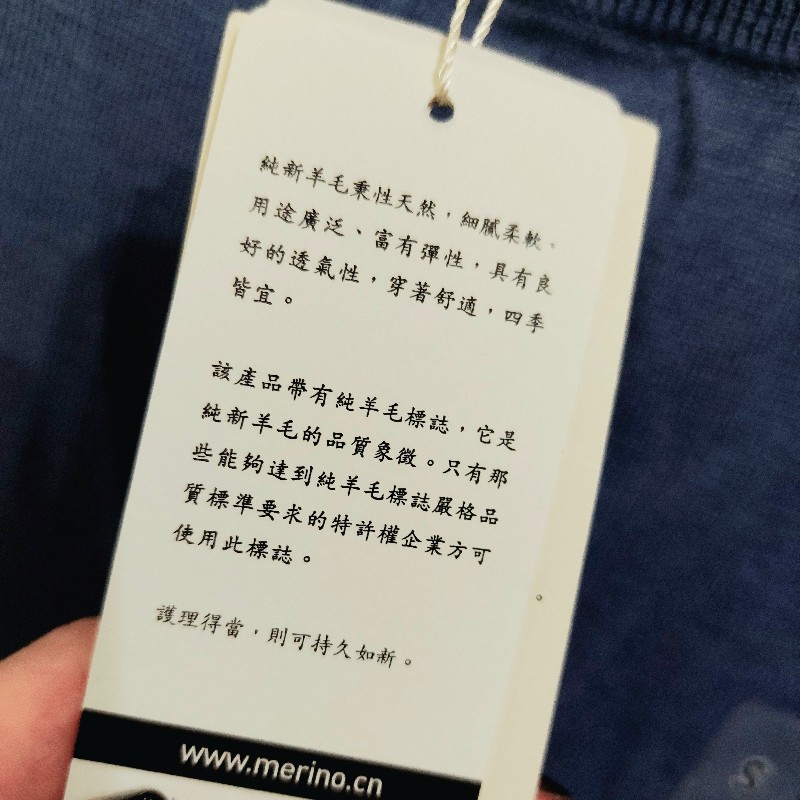 純新羊毛秉性天然，細膩柔軟、
用途廣泛、富有彈性，具有良
好的透氣性，穿著舒適，四季
皆宜。
該產品帶有純羊毛標誌，它是
純新羊毛的品質象徵。只有那
些能夠達到純羊毛標誌嚴格品
質標準要求的特許權企業方可
使用此標誌。
護理得當，則可持久如新。
www.merino.cn
S